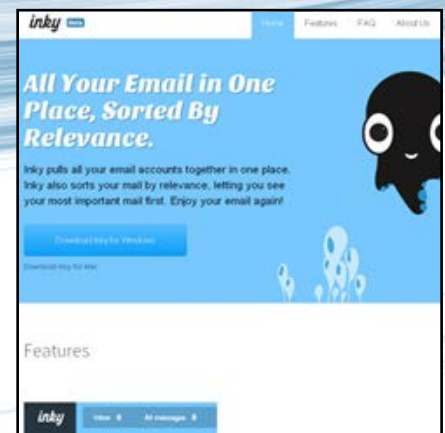 inky Beta
Home Features FAQ About Us
All Your Email in One
Place, Sorted By
Relevance.
Inky pulls all your email accounts together in one place.
Inky also sorts your mail by relevance, letting you see
your most important mail first. Enjoy your email again!
Download Inky for Windows
Download Inky for Mac
Features
inky Inbox All messages